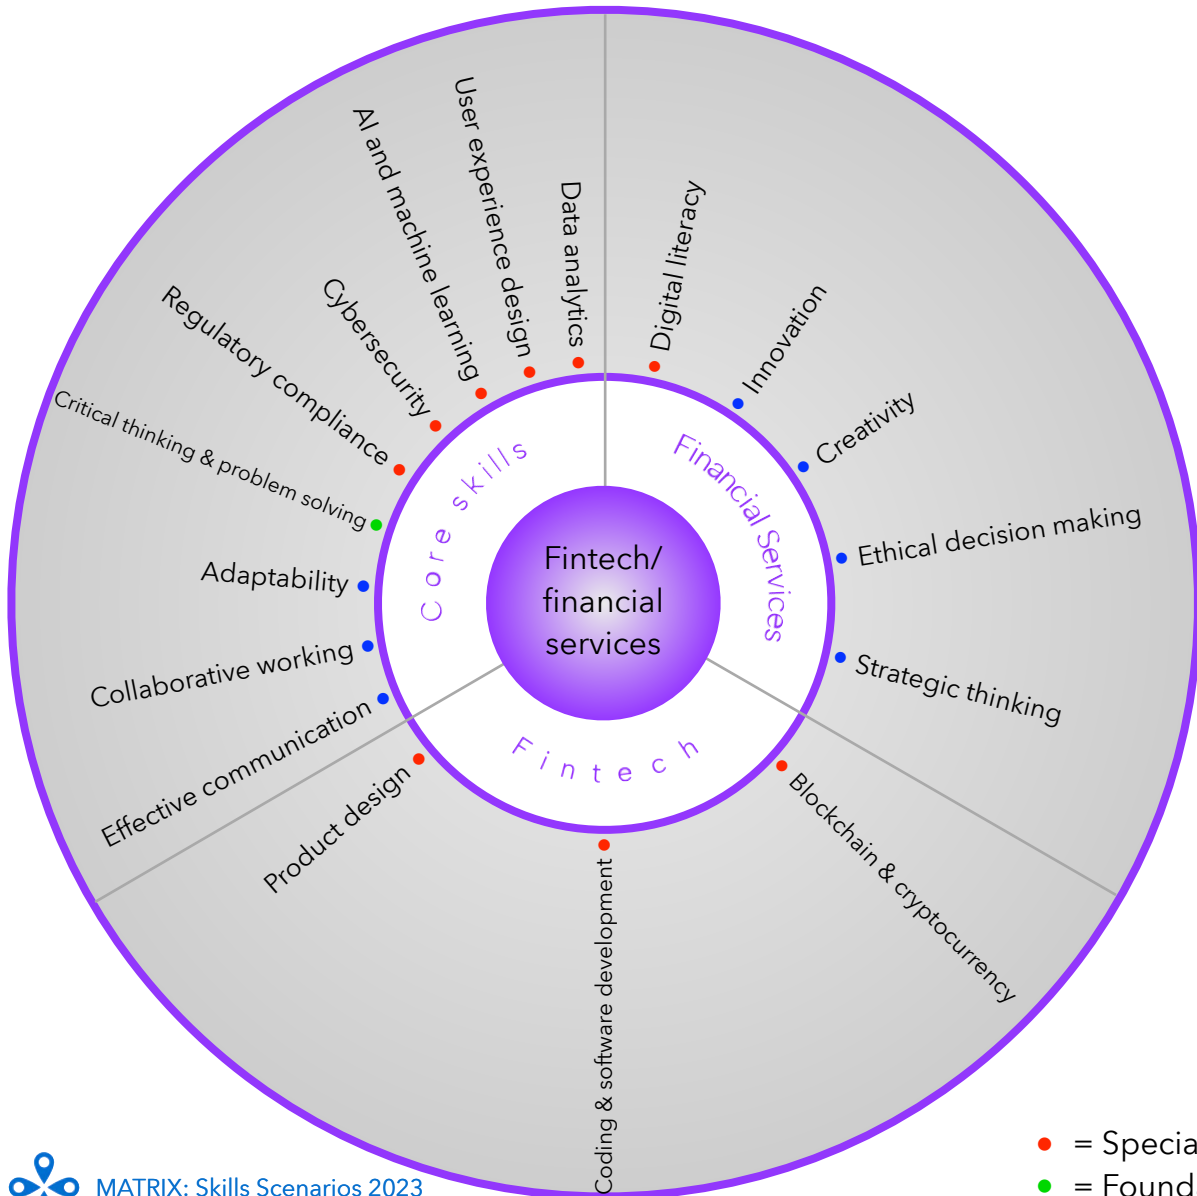 Fintech/
financial
services
Core skills
Financial Services
Fintech
Data analytics
User experience design
AI and machine learning
Cybersecurity
Regulatory compliance
Critical thinking & problem solving
Adaptability
Collaborative working
Effective communication
Digital literacy
Innovation
Creativity
Ethical decision making
Strategic thinking
Blockchain & cryptocurrency
Coding & software development
Product design
= Specia
= Found
MATRIX: Skills Scenarios 2023